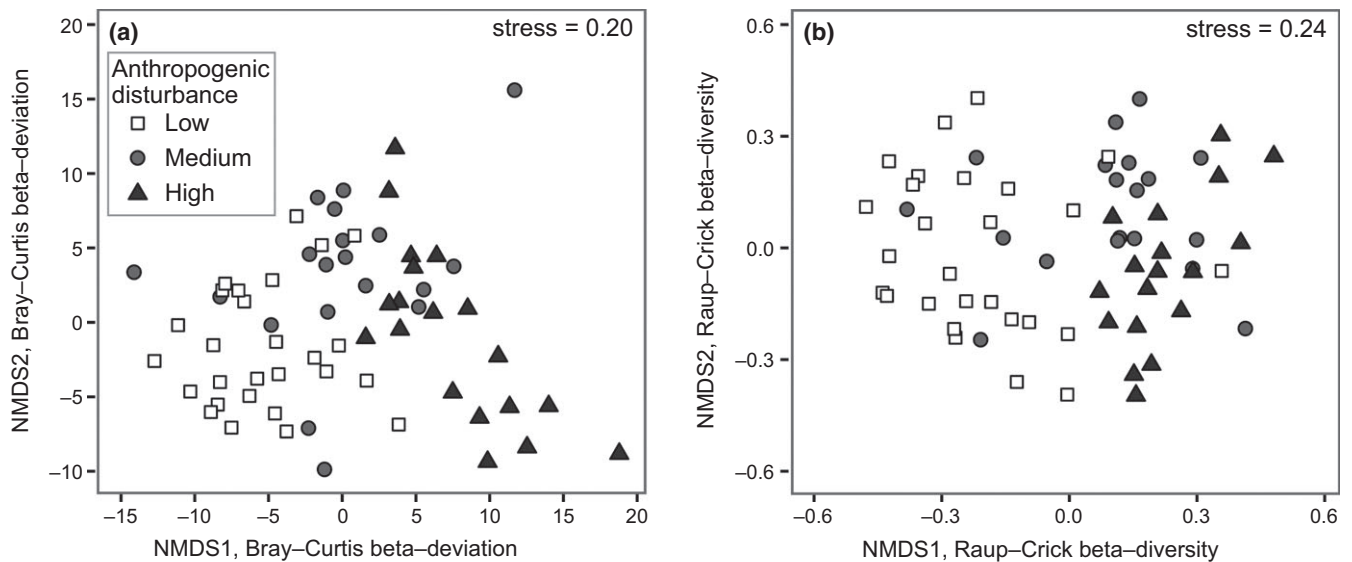 (a)
stress = 0.20
Anthropogenic
disturbance
Low
Medium
High
20
15
10
5
0
–5
–10
NMDS2, Bray–Curtis beta–deviation
–15
–10
–5
0
5
10
15
20
NMDS1, Bray–Curtis beta–deviation
(b)
stress = 0.24
0.6
0.3
0.0
–0.3
–0.6
NMDS2, Raup–Crick beta–diversity
–0.6
–0.3
0.0
0.3
0.6
NMDS1, Raup–Crick beta–diversity